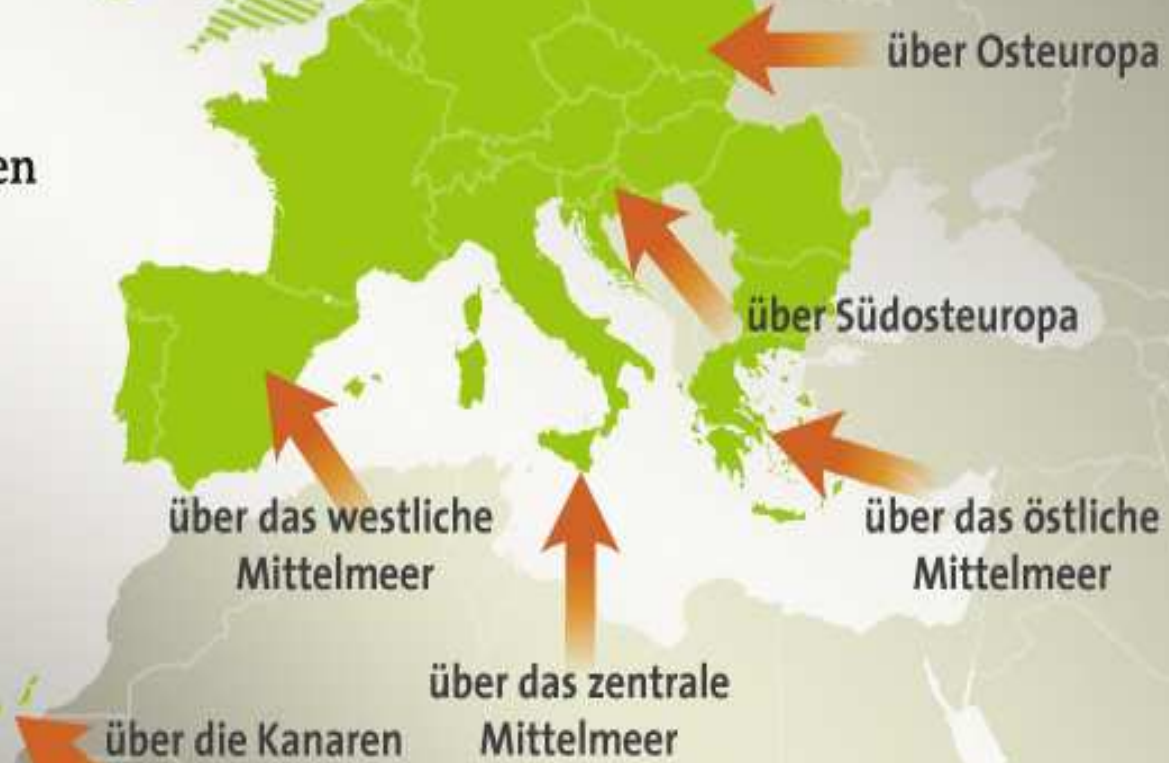 über Osteuropa
en
über Südosteuropa
über das westliche
Mittelmeer
über das östliche
Mittelmeer
über das zentrale
Mittelmeer
über die Kanaren